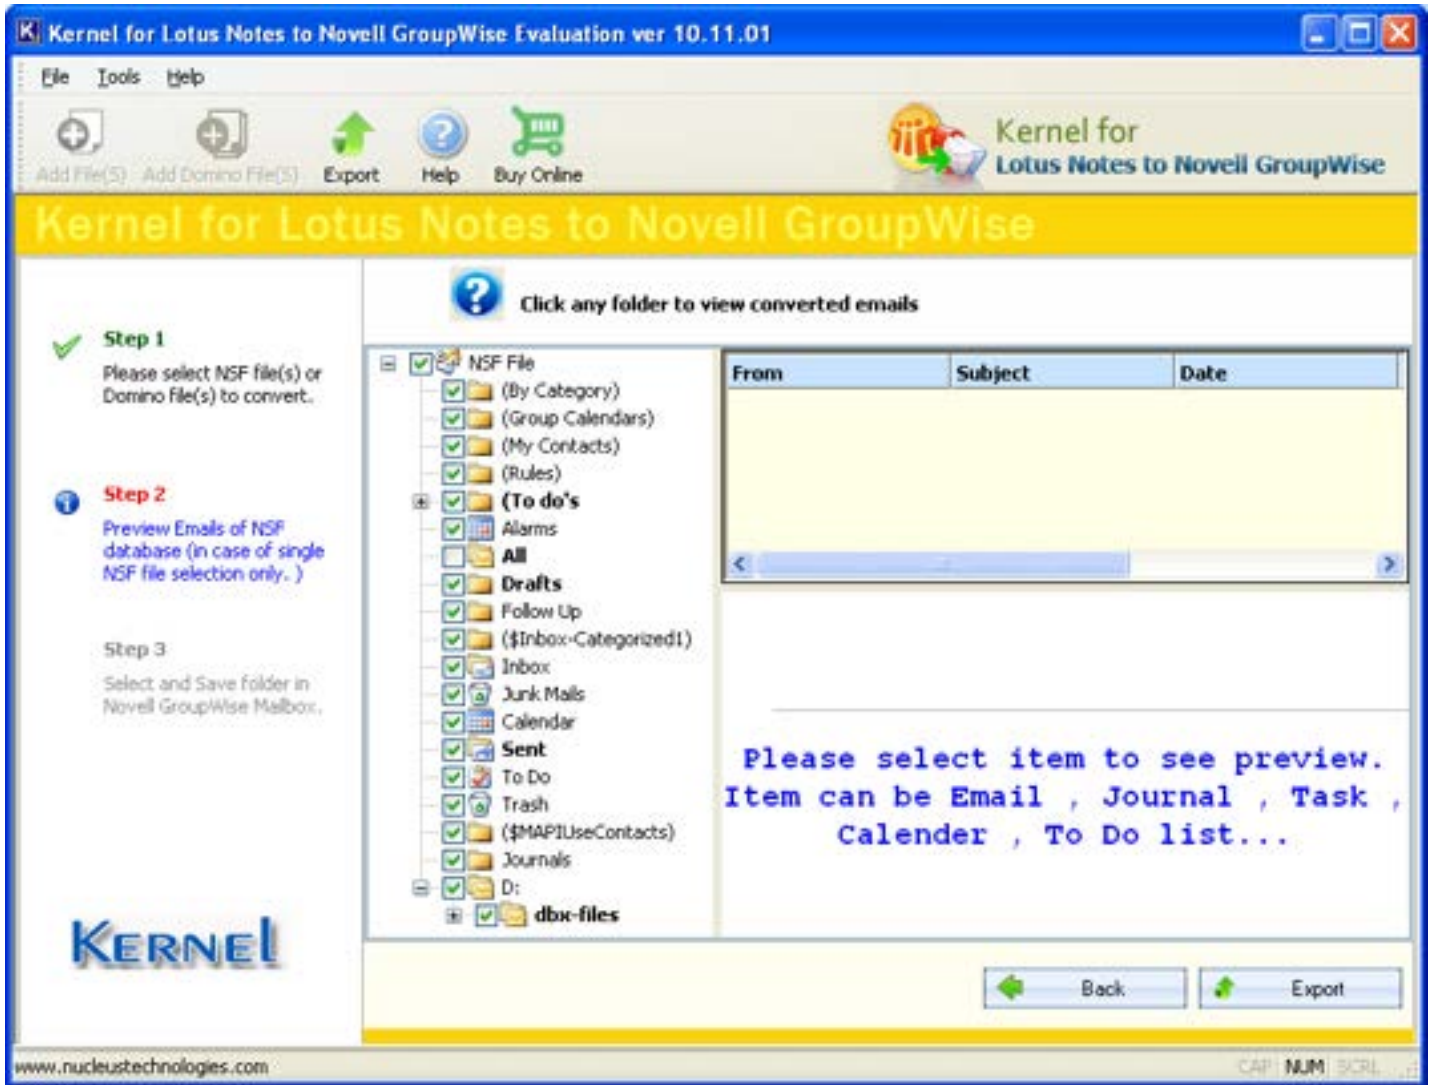 Kernel for Lotus Notes to Novell GroupWise Evaluation ver 10.11.01
File Tools Help
Add File(S) Add Domino File(S) Export Help Buy Online
Kernel for
Lotus Notes to Novell GroupWise
Kernel for Lotus Notes to Novell GroupWise
Step 1
Please select NSF file(s) or
Domino file(s) to convert.
Step 2
Preview Emails of NSF
database (in case of single
NSF file selection only. )
Step 3
Select and Save folder in
Novell GroupWise Mailbox.
KERNEl
Click any folder to view converted emails
NSF File
(By Category)
(Group Calendars)
(My Contacts)
(Rules)
(To do's
Alarms
All
Drafts
Follow Up
($Inbox-Categorized1)
Inbox
Junk Mails
Calendar
Sent
To Do
Trash
($MAPIUseContacts)
Journals
D:
dbx-files
From Subject Date
Please select item to see preview.
Item can be Email , Journal , Task ,
Calender , To Do list...
Back Export
www.nucleustechnologies.com CAP NUM SCRL